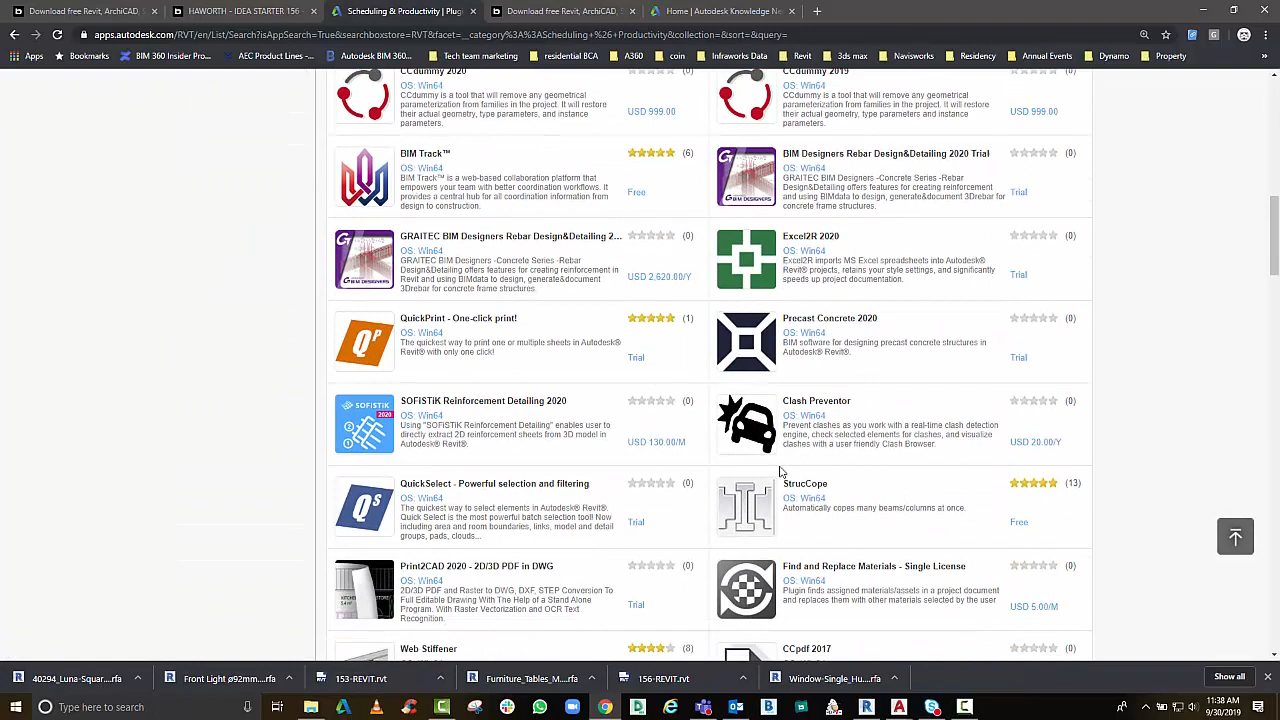 Download free Revit, ArchiCAD,
HAWORTH - IDEA STARTER 156
Scheduling & Productivity | Plug
Download free Revit, ArchiCAD, S
Home | Autodesk Knowledge Ne
apps.autodesk.com/RVT/en/List/Search?isAppSearch=True&searchboxstore=RVT&facet=__category%3A%3AScheduling+%26+Productivity&collection=&sort=&query=
Apps
Bookmarks
BIM 360 Insider Pro...
AEC Product Lines -...
Autodesk BIM 360...
Tech team marketing
residential BCA
A360
coin
Infraworks Data
Revit
3ds max
Navisworks
Residency
Annual Events
Dynamo
Property
»
CCdummy 2020
(0)
OS: Win64
CCdummy is a tool that will remove any geometrical
parameterization from families in the project. It will restore
their actual geometry, type parameters, and instance
parameters.
USD 999.00
CCdummy 2019
(0)
OS: Win64
CCdummy is a tool that will remove any geometrical
parameterization from families in the project. It will restore
their actual geometry, type parameters, and instance
parameters.
USD 999.00
BIM Track™
(6)
OS: Win64
BIM Track™ is a web-based collaboration platform that
empowers your team with better coordination workflows. It
provides a central hub for all coordination information from
design to construction.
Free
BIM Designers Rebar Design&Detailing 2020 Trial
(0)
OS: Win64
GRAITEC BIM Designers -Concrete Series -Rebar
Design&Detailing offers features for creating reinforcement
and using BIMdata to design, generate&document 3Drebar for
concrete frame structures.
Trial
GRAITEC BIM Designers Rebar Design&Detailing 2...
(0)
OS: Win64
GRAITEC BIM Designers -Concrete Series -Rebar
Design&Detailing offers features for creating reinforcement in
Revit and using BIMdata to design, generate&document
3Drebar for concrete frame structures.
USD 2,620.00/Y
Excel2R 2020
(0)
OS: Win64
Excel2R imports MS Excel spreadsheets into Autodesk®
Revit® projects, retains your style settings, and significantly
speeds up project documentation.
Trial
QuickPrint - One-click print!
(1)
OS: Win64
The quickest way to print one or multiple sheets in Autodesk®
Revit® with only one click!
Trial
Precast Concrete 2020
(0)
OS: Win64
BIM software for designing precast concrete structures in
Autodesk® Revit®.
Trial
SOFiSTiK
2020
SOFiSTiK Reinforcement Detailing 2020
(0)
OS: Win64
Using "SOFiSTiK Reinforcement Detailing" enables user to
directly extract 2D reinforcement sheets from 3D model in
Autodesk® Revit®.
USD 130.00/M
Clash Preventor
(0)
OS: Win64
Prevent clashes as you work with a real-time clash detection
engine, check selected elements for clashes, and visualize
clashes with a user friendly Clash Browser.
USD 20.00/Y
QuickSelect - Powerful selection and filtering
(0)
OS: Win64
The quickest way to select elements in Autodesk® Revit®.
Quick Select is the most powerful batch selection tool! Now
including area and room boundaries, links, model and detail
groups, pads, clouds...
Trial
StrucCope
(13)
OS: Win64
Automatically copes many beams/columns at once.
Free
Print2CAD 2020 - 2D/3D PDF in DWG
(0)
OS: Win64
2D/3D PDF and Raster to DWG, DXF, STEP Conversion To
Full Editable Drawing With The Help of a Stand Alone
Program. With Raster Vectorization and OCR Text
Recognition.
Trial
Find and Replace Materials - Single License
(0)
OS: Win64
Plugin finds assigned materials/assets in a project document
and replaces them with other materials selected by the user
USD 5.00/M
Web Stiffener
(8)
CCpdf 2017
(0)
40294_Luna-Squar....rfa
Front Light ø92mm....rfa
153-REVIT.rvt
Furniture_Tables_M....rfa
156-REVIT.rvt
Window-Single_Hu....rfa
Show all
Type here to search
11:38 AM
9/30/2019